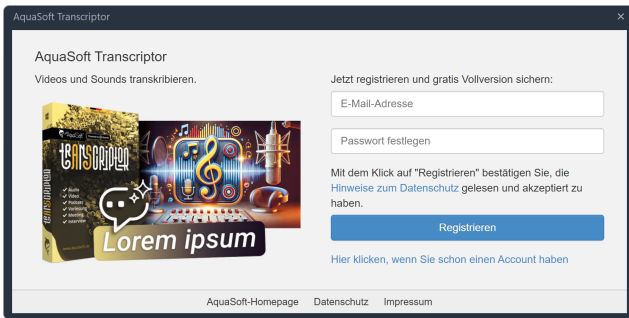 AquaSoft Transcriptor
×
AquaSoft Transcriptor
Videos und Sounds transkribieren.
AquaSoft
TRANSCRIPTOR
✓ Audio
✓ Video
✓ Podcast
✓ Vorlesung
✓ Meeting
✓ Interview
Lorem ipsum
Jetzt registrieren und gratis Vollversion sichern:
E-Mail-Adresse
Passwort festlegen
Mit dem Klick auf "Registrieren" bestätigen Sie, die
Hinweise zum Datenschutz gelesen und akzeptiert zu
haben.
Registrieren
Hier klicken, wenn Sie schon einen Account haben
AquaSoft-Homepage Datenschutz Impressum